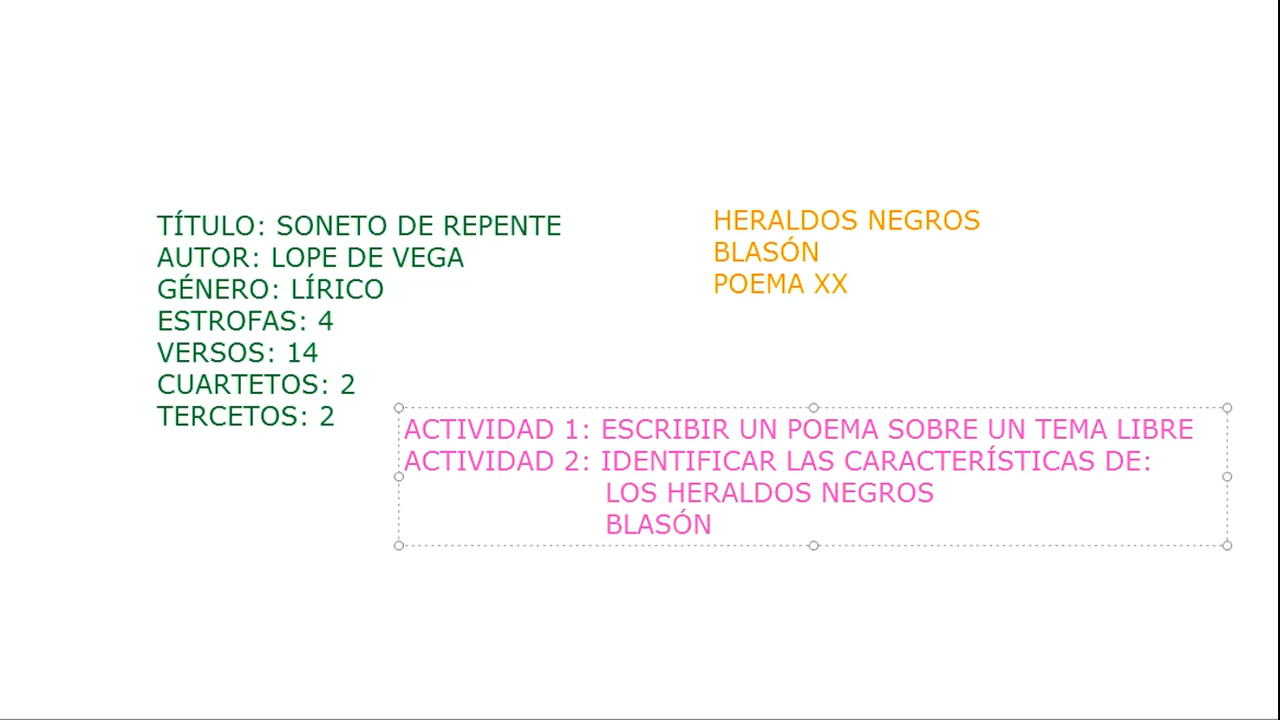 TÍTULO: SONETO DE REPENTE
AUTOR: LOPE DE VEGA
GÉNERO: LÍRICO
ESTROFAS: 4
VERSOS: 14
CUARTETOS: 2
TERCETOS: 2
HERALDOS NEGROS
BLASÓN
POEMA XX
ACTIVIDAD 1: ESCRIBIR UN POEMA SOBRE UN TEMA LIBRE
ACTIVIDAD 2: IDENTIFICAR LAS CARACTERÍSTICAS DE:
LOS HERALDOS NEGROS
BLASÓN